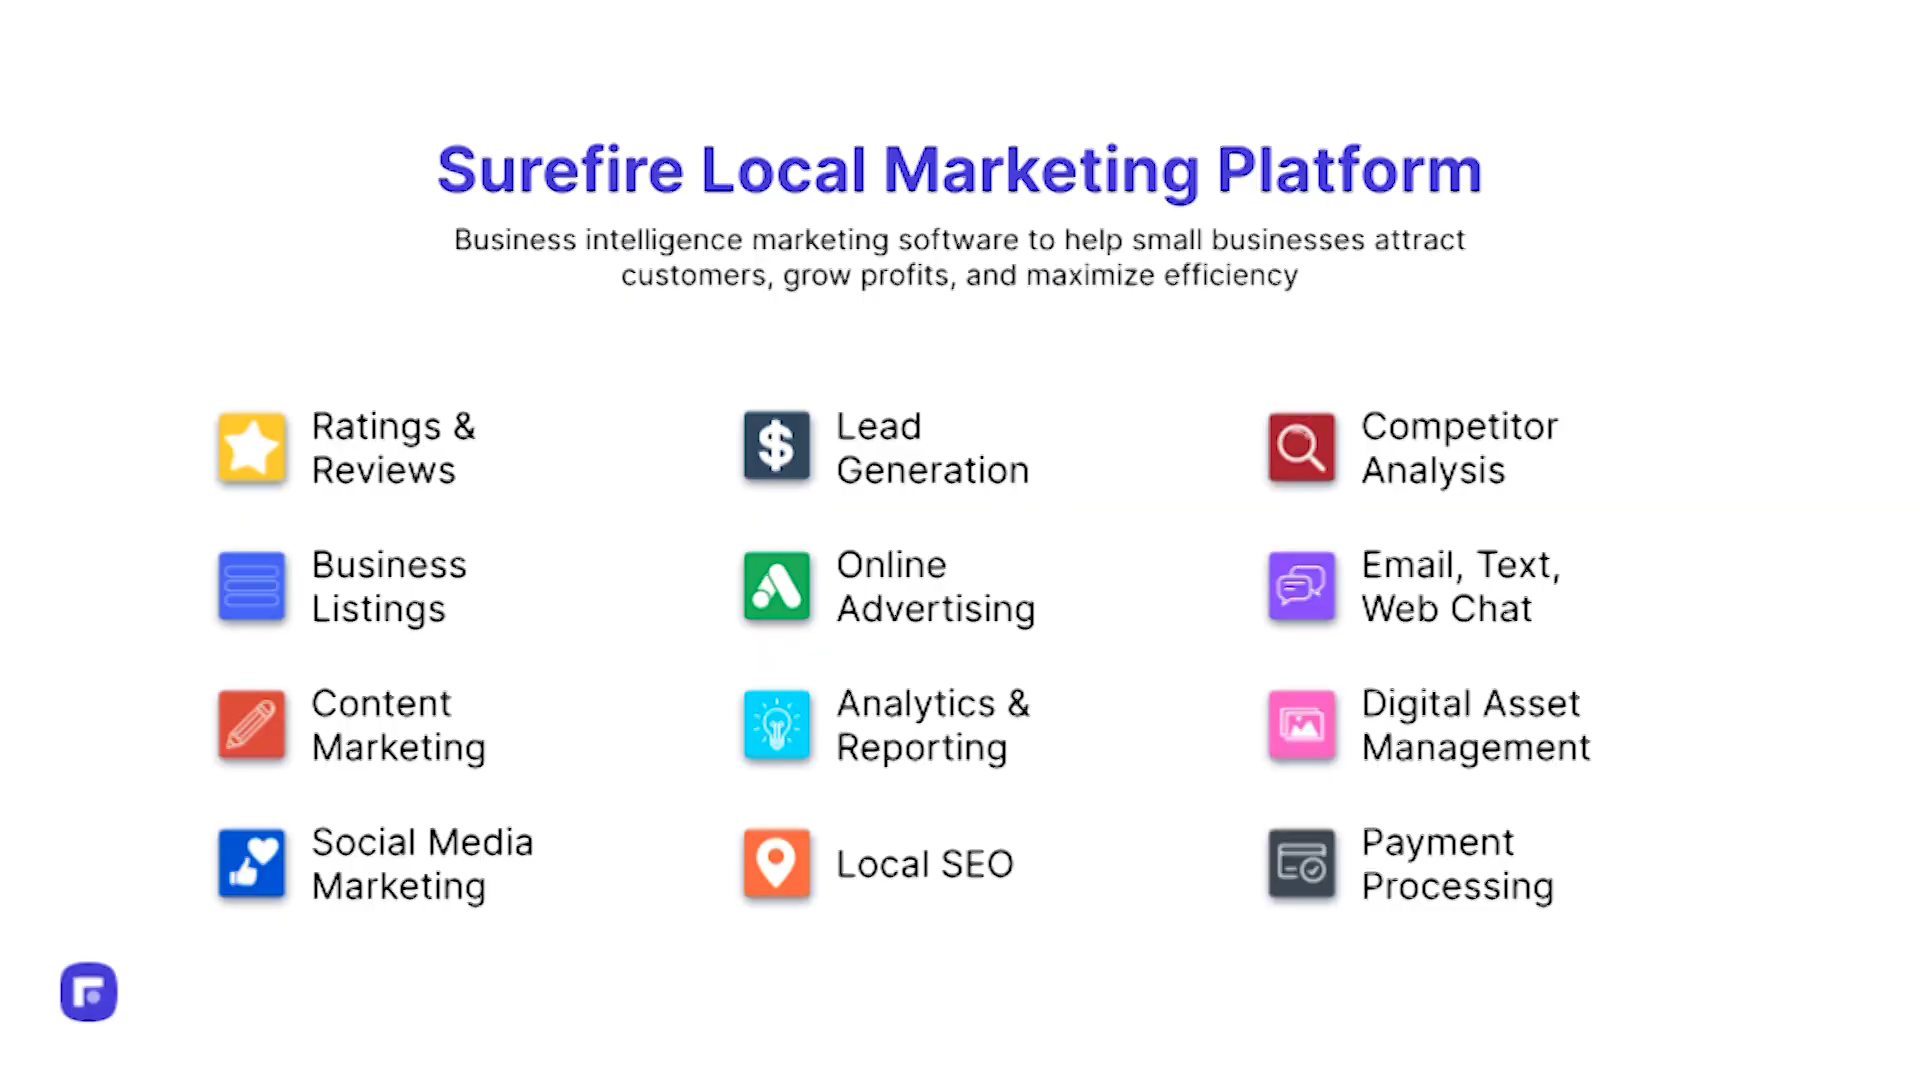 Surefire Local Marketing Platform
Business intelligence marketing software to help small businesses attract
customers, grow profits, and maximize efficiency
Ratings &
Reviews
Lead
Generation
Competitor
Analysis
Business
Listings
Online
Advertising
Email, Text,
Web Chat
Content
Marketing
Analytics &
Reporting
Digital Asset
Management
Social Media
Marketing
Local SEO
Payment
Processing